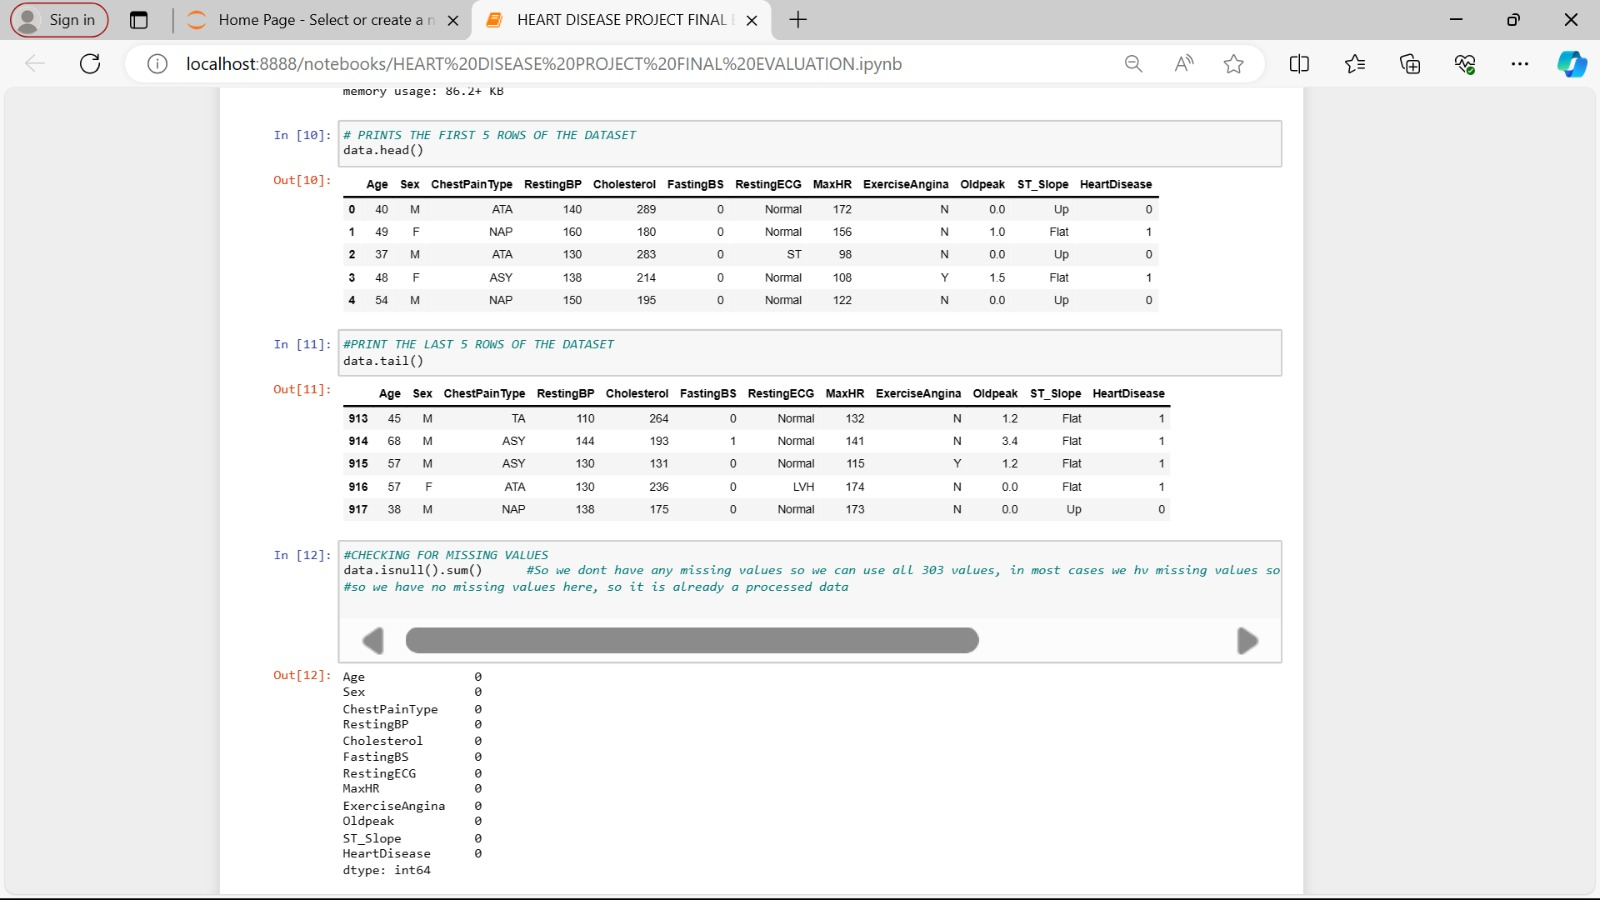 Sign in
Home Page - Select or create a n
HEART DISEASE PROJECT FINAL E
localhost:8888/notebooks/HEART%20DISEASE%20PROJECT%20FINAL%20EVALUATION.ipynb
memory usage: 86.2+ KB
In [10]: # PRINTS THE FIRST 5 ROWS OF THE DATASET
data.head()
Out[10]:
Age Sex ChestPainType RestingBP Cholesterol FastingBS RestingECG MaxHR ExerciseAngina Oldpeak ST_Slope HeartDisease
0 40 M ATA 140 289 0 Normal 172 N 0.0 Up 0
1 49 F NAP 160 180 0 Normal 156 N 1.0 Flat 1
2 37 M ATA 130 283 0 ST 98 N 0.0 Up 0
3 48 F ASY 138 214 0 Normal 108 Y 1.5 Flat 1
4 54 M NAP 150 195 0 Normal 122 N 0.0 Up 0
In [11]: #PRINT THE LAST 5 ROWS OF THE DATASET
data.tail()
Out[11]:
Age Sex ChestPainType RestingBP Cholesterol FastingBS RestingECG MaxHR ExerciseAngina Oldpeak ST_Slope HeartDisease
913 45 M TA 110 264 0 Normal 132 N 1.2 Flat 1
914 68 M ASY 144 193 1 Normal 141 N 3.4 Flat 1
915 57 M ASY 130 131 0 Normal 115 Y 1.2 Flat 1
916 57 F ATA 130 236 0 LVH 174 N 0.0 Flat 1
917 38 M NAP 138 175 0 Normal 173 N 0.0 Up 0
In [12]: #CHECKING FOR MISSING VALUES
data.isnull().sum() #So we dont have any missing values so we can use all 303 values, in most cases we hv missing values so
#so we have no missing values here, so it is already a processed data
Out[12]: Age 0
Sex 0
ChestPainType 0
RestingBP 0
Cholesterol 0
FastingBS 0
RestingECG 0
MaxHR 0
ExerciseAngina 0
Oldpeak 0
ST_Slope 0
HeartDisease 0
dtype: int64